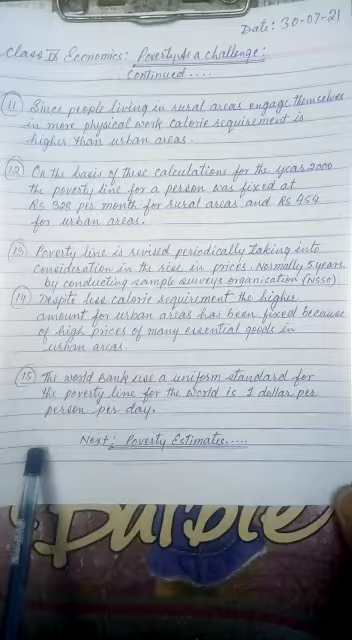 Date: 30-07-21
Class IX Economics: Poverty As a challenge:
Continued....
(11) Since people living in rural areas engage themselves
in more physical work calorie requirement is
higher than urban areas.
(12) On the basis of these calculations for the year 2000
the poverty line for a person was fixed at
Rs 328 per month for rural areas and Rs 454
for urban areas.
(13) Poverty line is revised periodically taking into
consideration in the rise in prices. Normally 5 years
by conducting sample surveys organisation (NSSO)
(14) Despite less calorie requirement the higher
amount for urban areas has been fixed because
of high prices of many essential goods in
urban areas.
(15) The World Bank use a uniform standard for
the poverty line for the World is 1 dollar per
person per day.
Next: Poverty Estimates.....
Barbie